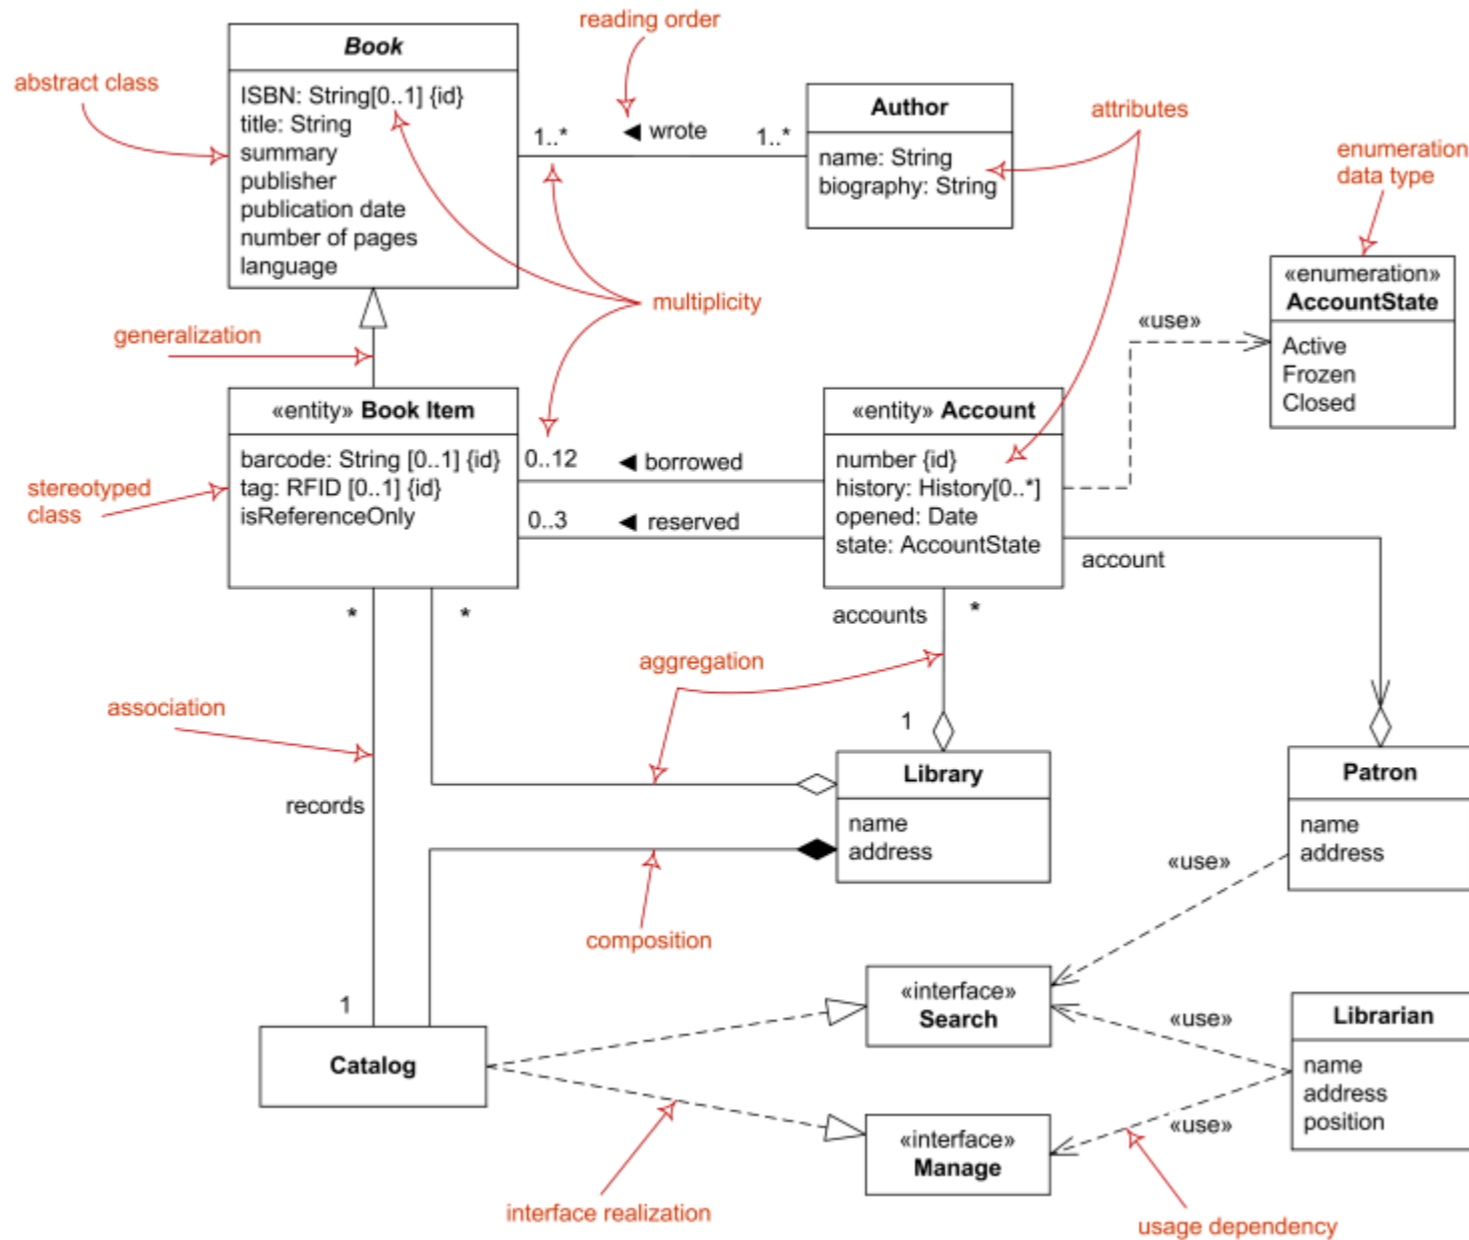 reading order
Book
abstract class
ISBN: String[0..1] {id}
title: String
summary
publisher
publication date
number of pages
language
1..*
◄ wrote
1..*
Author
name: String
biography: String
attributes
enumeration
data type
multiplicity
«enumeration»
AccountState
Active
Frozen
Closed
«use»
generalization
«entity» Book Item
barcode: String [0..1] {id}
tag: RFID [0..1] {id}
isReferenceOnly
stereotyped
class
0..12
◄ borrowed
0..3
◄ reserved
«entity» Account
number {id}
history: History[0..*]
opened: Date
state: AccountState
account
*
*
accounts
*
aggregation
association
1
records
Library
name
address
Patron
name
address
«use»
composition
1
Catalog
«interface»
Search
«use»
Librarian
name
address
position
«interface»
Manage
«use»
interface realization
usage dependency